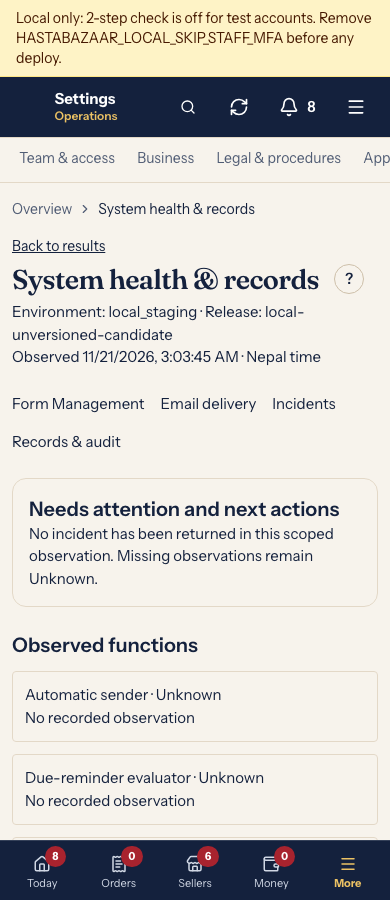 Local only: 2-step check is off for test accounts. Remove
HASTABAZAAR_LOCAL_SKIP_STAFF_MFA before any
deploy.
Settings
Operations
8
Team & access Business Legal & procedures App
Overview > System health & records
Back to results
System health & records ?
Environment: local_staging · Release: local-
unversioned-candidate
Observed 11/21/2026, 3:03:45 AM · Nepal time
Form Management Email delivery Incidents
Records & audit
Needs attention and next actions
No incident has been returned in this scoped
observation. Missing observations remain
Unknown.
Observed functions
Automatic sender · Unknown
No recorded observation
Due-reminder evaluator · Unknown
No recorded observation
8 0 6 0
Today Orders Sellers Money More